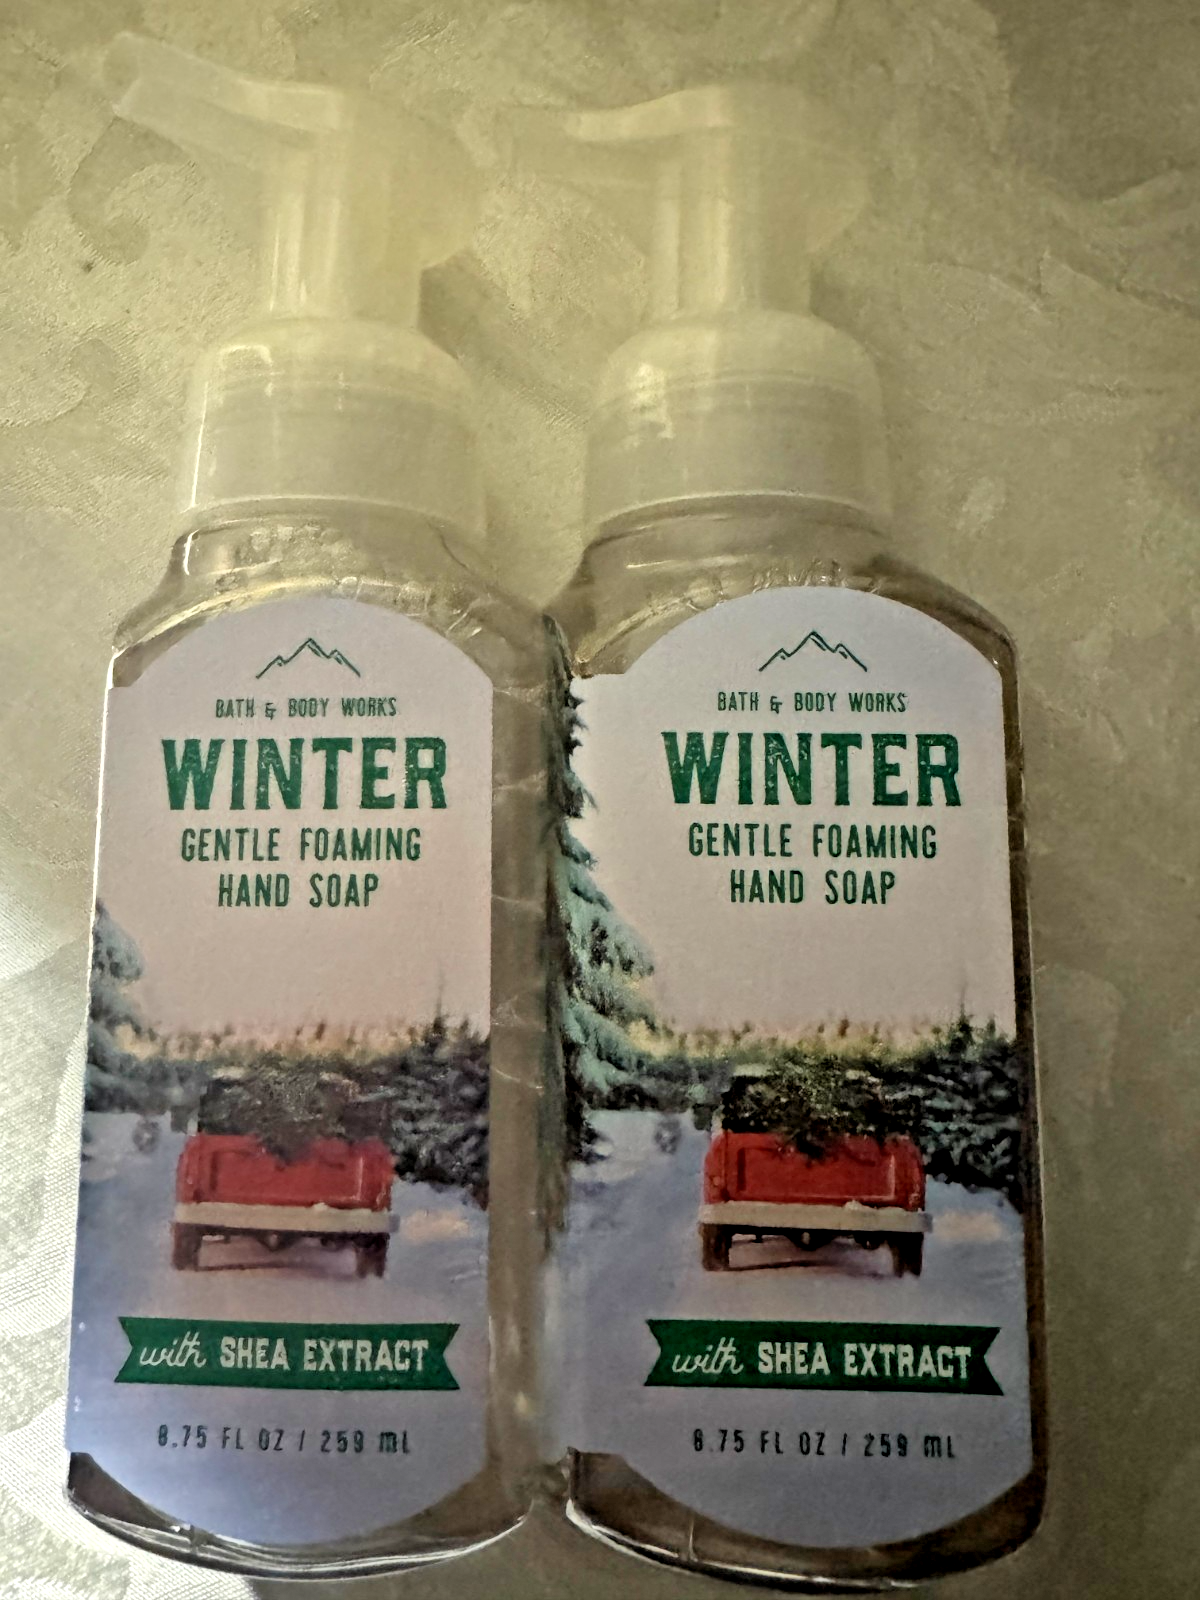 BATH & BODY WORKS
WINTER
GENTLE FOAMING
HAND SOAP
with SHEA EXTRACT
8.75 FL OZ / 259 mL
BATH & BODY WORKS
WINTER
GENTLE FOAMING
HAND SOAP
with SHEA EXTRACT
8.75 FL OZ / 259 mL